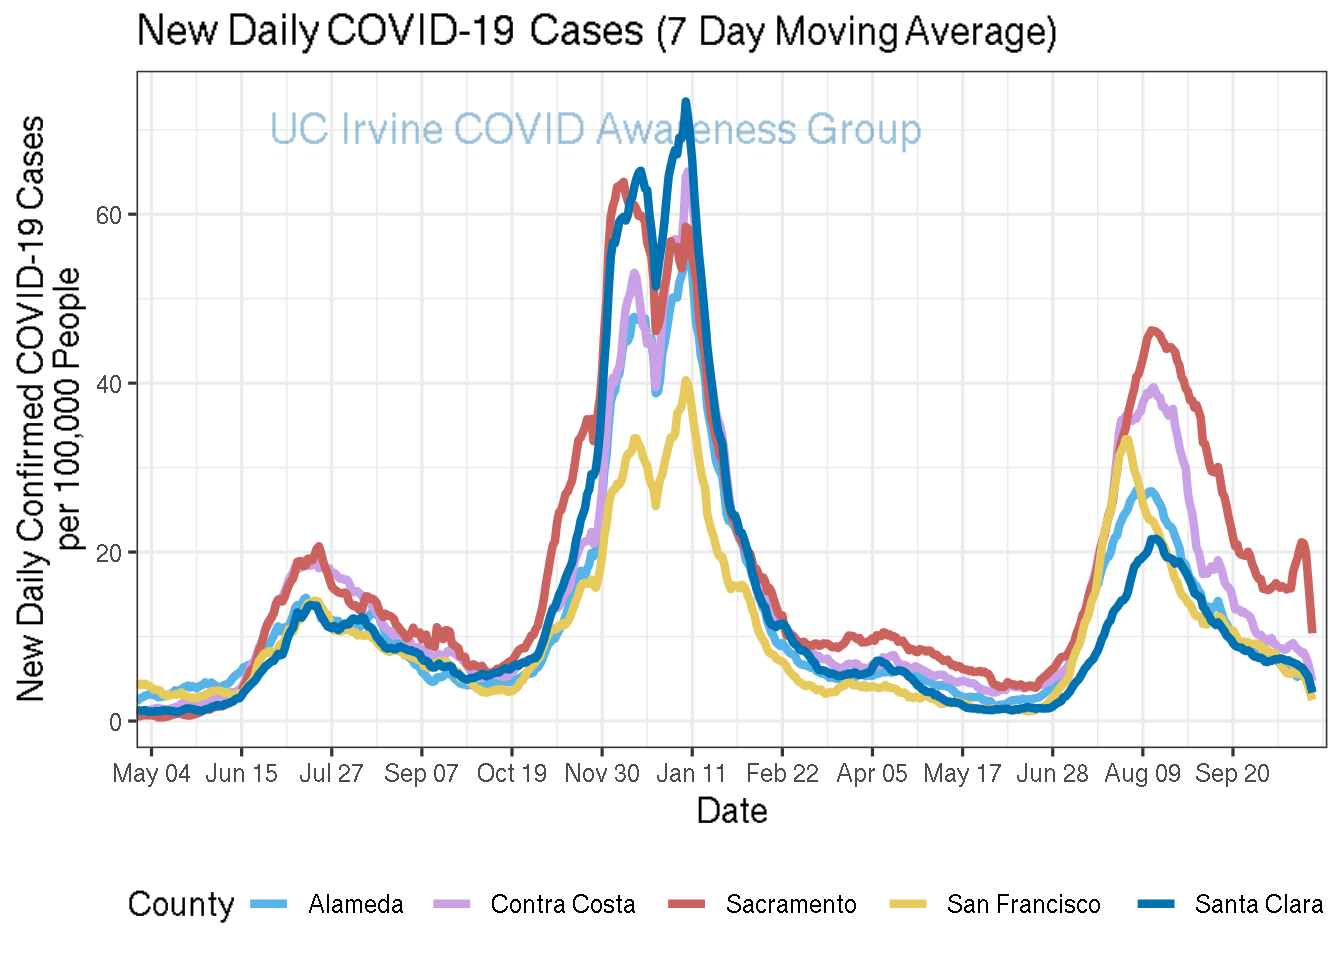 New Daily COVID-19 Cases (7 Day Moving Average)
UC Irvine COVID Awareness Group
New Daily Confirmed COVID-19 Cases
per 100,000 People
60
40
20
0
May 04 Jun 15 Jul 27 Sep 07 Oct 19 Nov 30 Jan 11 Feb 22 Apr 05 May 17 Jun 28 Aug 09 Sep 20
Date
County Alameda Contra Costa Sacramento San Francisco Santa Clara